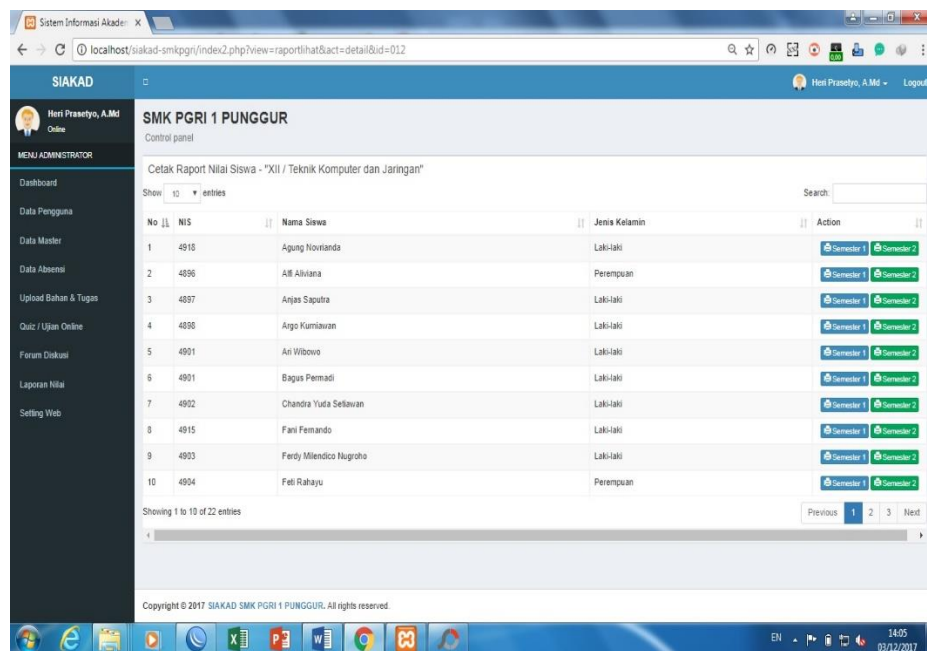 Sistem Informasi Akader
localhost/siakad-smkpgri/index2.php?view=raportlihat&act=detail&id=012
0,00
SIAKAD
Heri Prasetyo, A.Md
Logout
Heri Prasetyo, A.Md
Online
SMK PGRI 1 PUNGGUR
Control panel
MENU ADMINISTRATOR
Dashboard
Data Pengguna
Data Master
Data Absensi
Upload Bahan & Tugas
Quiz / Ujian Online
Forum Diskusi
Laporan Nilai
Setting Web
Cetak Raport Nilai Siswa - "XII / Teknik Komputer dan Jaringan"
Show 10 entries Search:
No NIS Nama Siswa Jenis Kelamin Action
1 4918 Agung Novrianda Laki-laki Semester 1 Semester 2
2 4896 Alfi Aliviana Perempuan Semester 1 Semester 2
3 4897 Anjas Saputra Laki-laki Semester 1 Semester 2
4 4898 Argo Kurniawan Laki-laki Semester 1 Semester 2
5 4901 Ari Wibowo Laki-laki Semester 1 Semester 2
6 4901 Bagus Permadi Laki-laki Semester 1 Semester 2
7 4902 Chandra Yuda Setiawan Laki-laki Semester 1 Semester 2
8 4915 Fani Fernando Laki-laki Semester 1 Semester 2
9 4903 Ferdy Milendico Nugroho Laki-laki Semester 1 Semester 2
10 4904 Feti Rahayu Perempuan Semester 1 Semester 2
Showing 1 to 10 of 22 entries Previous 1 2 3 Next
Copyright © 2017 SIAKAD SMK PGRI 1 PUNGGUR. All rights reserved.
EN 14:05
03/12/2017